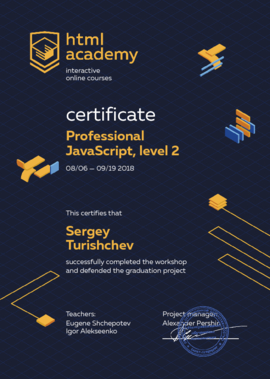 html
academy
interactive
online courses
certificate
Professional
JavaScript, level 2
08/06 — 09/19 2018
This certifies that
Sergey
Turishchev
successfully completed the workshop
and defended the graduation project
Teachers:
Eugene Shchepotev
Igor Alekseenko
Project manager:
Alexander Pershin